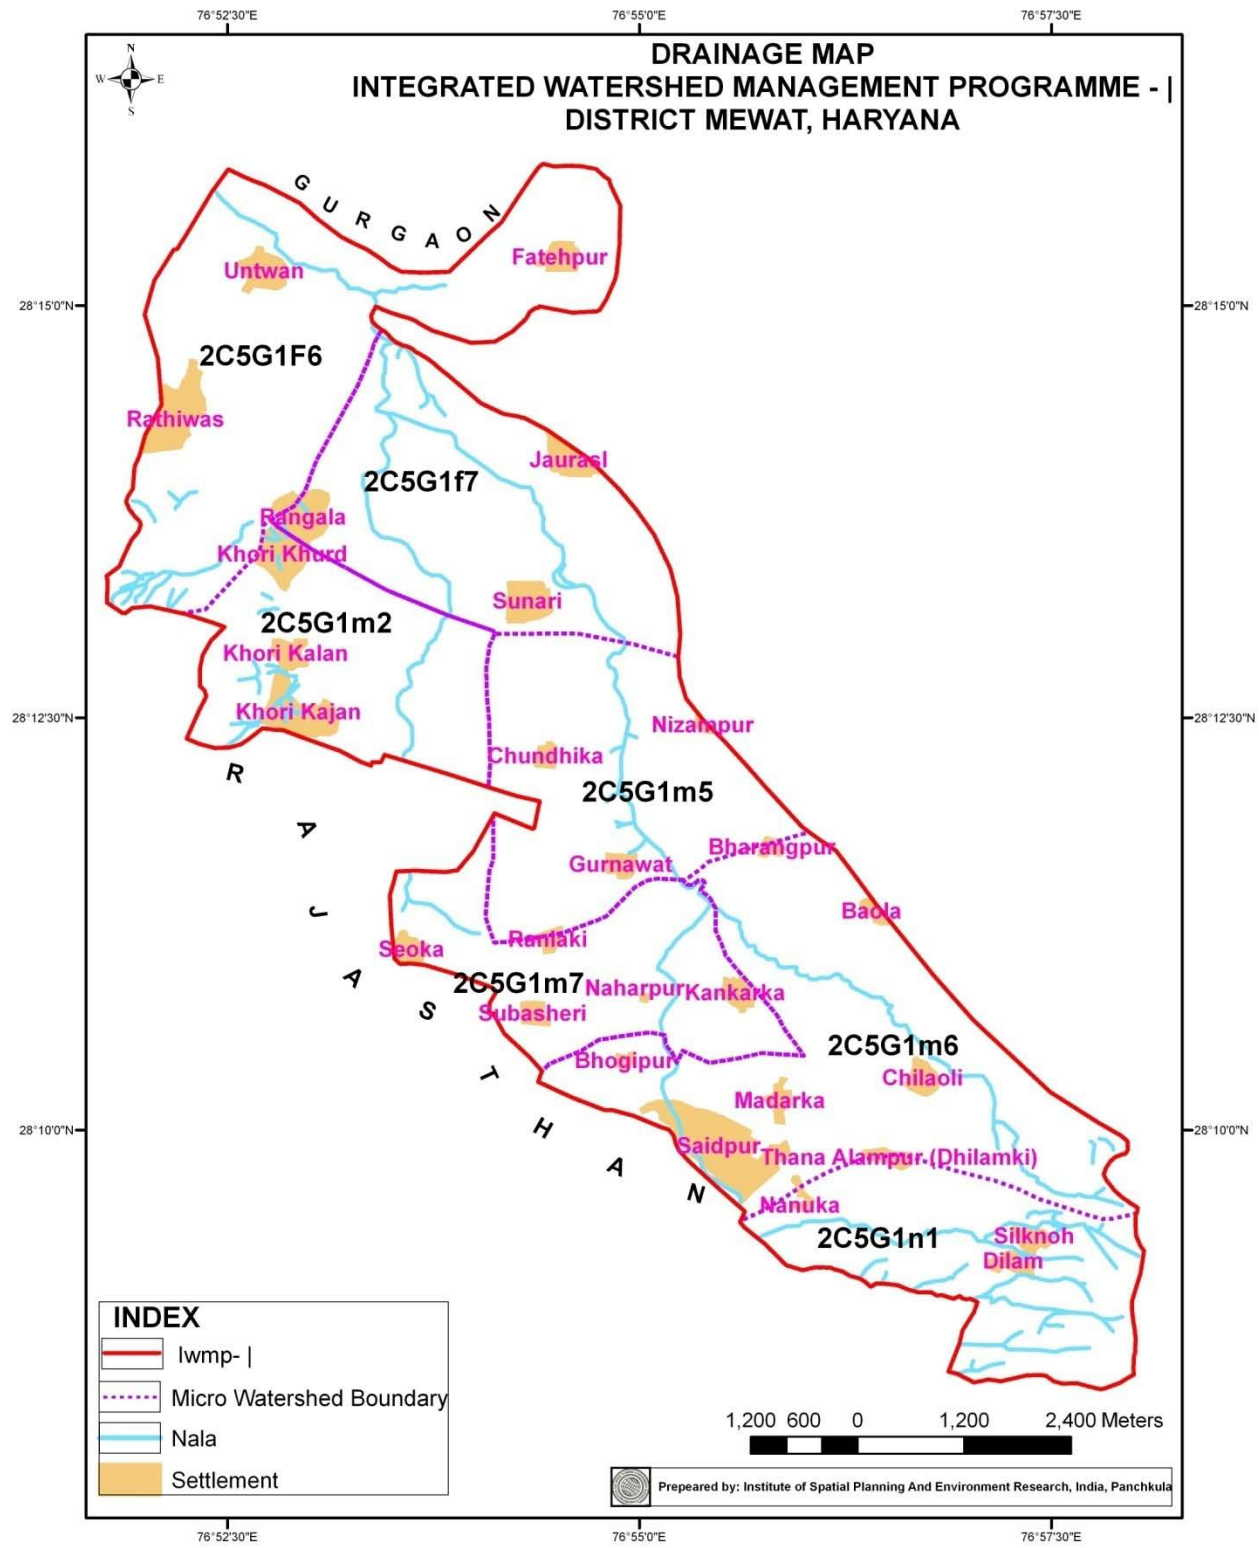 76°52'30"E 76°55'0"E 76°57'30"E
DRAINAGE MAP
INTEGRATED WATERSHED MANAGEMENT PROGRAMME - |
DISTRICT MEWAT, HARYANA
N
W E
S
GURGAON
Fatehpur
Untwan
28°15'0"N 28°15'0"N
2C5G1F6
Rathiwas
Jaurasl
2C5G1f7
Rangala
Khori Khurd
Sunari
2C5G1m2
Khori Kalan
Khori Kajan
28°12'30"N 28°12'30"N
Nizampur
Chundhika
RAJASTHAN
2C5G1m5
Bharangpur
Gurnawat
Baola
Ranlaki
Seoka
2C5G1m7
Naharpur
Kankarka
Subasheri
2C5G1m6
Bhogipur
Chilaoli
Madarka
28°10'0"N 28°10'0"N
Saidpur
Thana Alampur (Dhilamki)
Nanuka
2C5G1n1
Silknoh
Dilam
INDEX
Iwmp- |
Micro Watershed Boundary
Nala
Settlement
1,200 600 0 1,200 2,400 Meters
Prepeared by: Institute of Spatial Planning And Environment Research, India, Panchkula
76°52'30"E 76°55'0"E 76°57'30"E